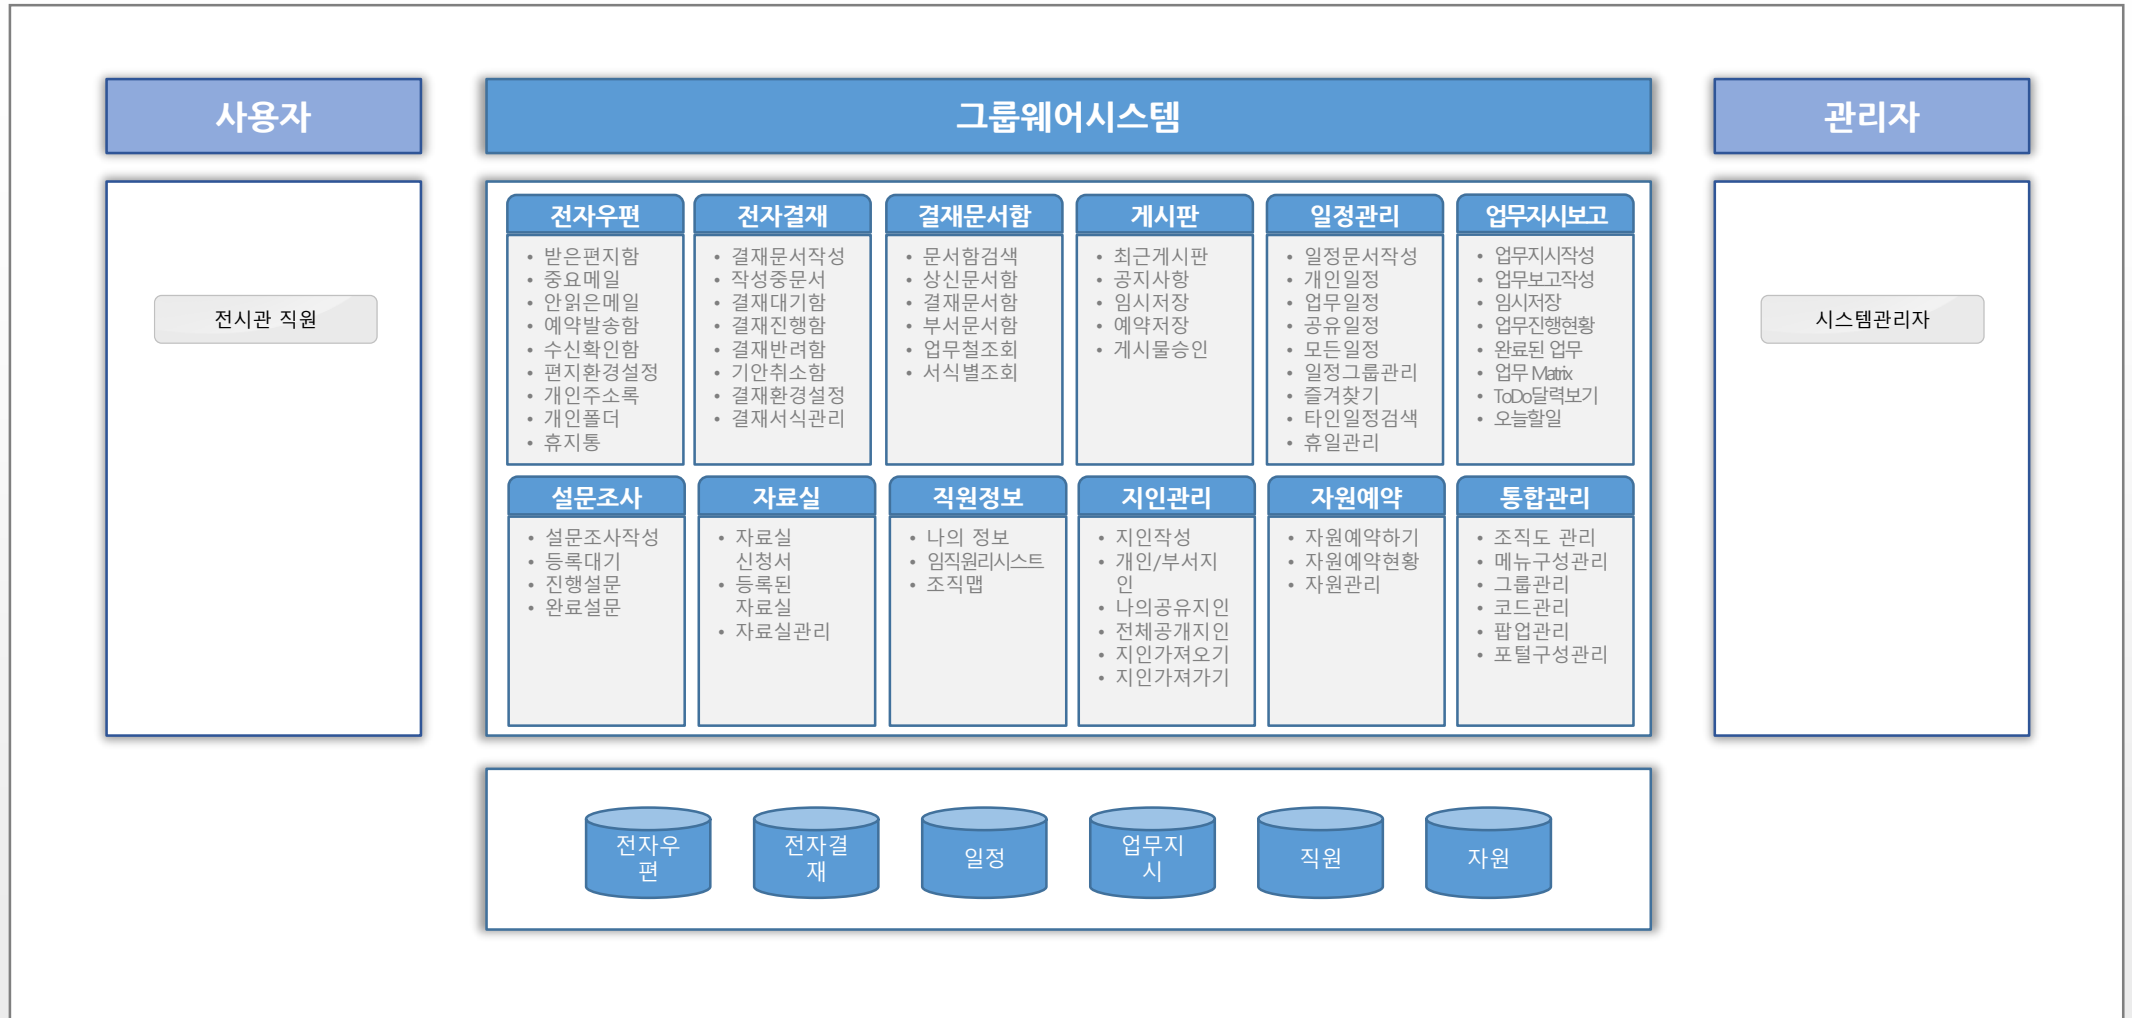 사용자
그룹웨어시스템
관리자
전시관 직원
시스템관리자
전자우편
• 받은편지함
• 중요메일
• 안읽은메일
• 예약발송함
• 수신확인함
• 편지환경설정
• 개인주소록
• 개인폴더
• 휴지통
전자결재
• 결재문서작성
• 작성중문서
• 결재대기함
• 결재진행함
• 결재반려함
• 기안취소함
• 결재환경설정
• 결재서식관리
결재문서함
• 문서함검색
• 상신문서함
• 결재문서함
• 부서문서함
• 업무철조회
• 서식별조회
게시판
• 최근게시판
• 공지사항
• 임시저장
• 예약저장
• 게시물승인
일정관리
• 일정문서작성
• 개인일정
• 업무일정
• 공유일정
• 모든일정
• 일정그룹관리
• 즐겨찾기
• 타인일정검색
• 휴일관리
업무지시보고
• 업무지시작성
• 업무보고작성
• 임시저장
• 업무진행현황
• 완료된 업무
• 업무 Matrix
• ToDo달력보기
• 오늘할일
설문조사
• 설문조사작성
• 등록대기
• 진행설문
• 완료설문
자료실
• 자료실
신청서
• 등록된
자료실
• 자료실관리
직원정보
• 나의 정보
• 임직원리시스트
• 조직맵
지인관리
• 지인작성
• 개인/부서지
인
• 나의공유지인
• 전체공개지인
• 지인가져오기
• 지인가져가기
자원예약
• 자원예약하기
• 자원예약현황
• 자원관리
통합관리
• 조직도 관리
• 메뉴구성관리
• 그룹관리
• 코드관리
• 팝업관리
• 포털구성관리
전자우
편
전자결
재
일정
업무지
시
직원
자원